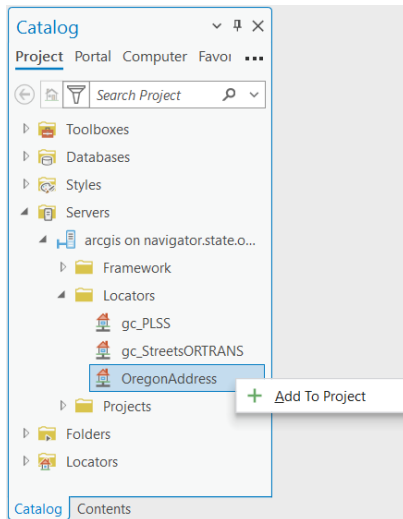 Catalog
Project Portal Computer Favor
Search Project
Toolboxes
Databases
Styles
Servers
arcgis on navigator.state.o...
Framework
Locators
gc_PLSS
gc_StreetsORTRANS
OregonAddress
Add To Project
Projects
Folders
Locators
Catalog Contents